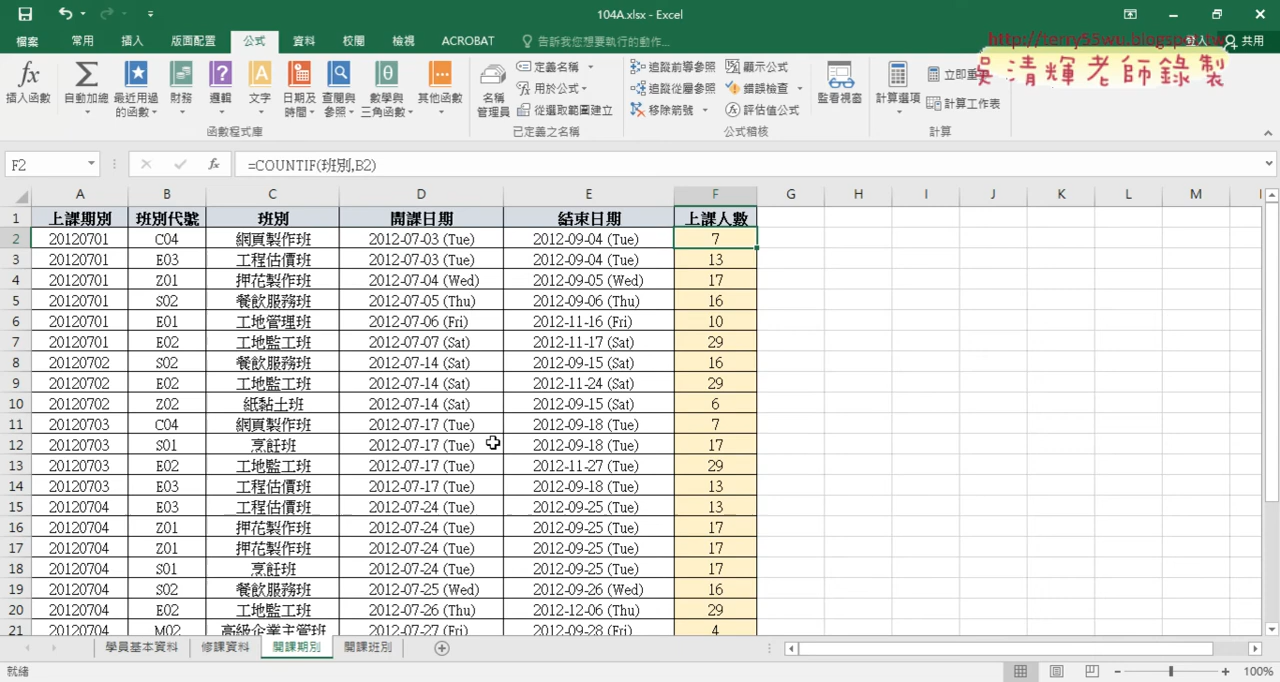 104A.xlsx - Excel
檔案 常用 插入 版面配置 公式 資料 校閱 檢視 ACROBAT 告訴我您想要執行的動作... 共用
http://terry55wu.blogspot.tw
吳清輝老師錄製
插入函數 自動加總 最近用過的函數 財務 邏輯 文字 日期及時間 查閱與參照 數學與三角函數 其他函數
函數程式庫
名稱管理員 定義名稱 用於公式 從選取範圍建立
已定義之名稱
追蹤前導參照 追蹤從屬參照 移除箭號 顯示公式 錯誤檢查 評估值公式 監看視窗
公式稽核
計算選項 立即重 計算工作表
計算
F2 fx =COUNTIF(班別,B2)
A B C D E F G H I J K L M
1 上課期別 班別代號 班別 開課日期 結束日期 上課人數
2 20120701 C04 網頁製作班 2012-07-03 (Tue) 2012-09-04 (Tue) 7
3 20120701 E03 工程估價班 2012-07-03 (Tue) 2012-09-04 (Tue) 13
4 20120701 Z01 押花製作班 2012-07-04 (Wed) 2012-09-05 (Wed) 17
5 20120701 S02 餐飲服務班 2012-07-05 (Thu) 2012-09-06 (Thu) 16
6 20120701 E01 工地管理班 2012-07-06 (Fri) 2012-11-16 (Fri) 10
7 20120701 E02 工地監工班 2012-07-07 (Sat) 2012-11-17 (Sat) 29
8 20120702 S02 餐飲服務班 2012-07-14 (Sat) 2012-09-15 (Sat) 16
9 20120702 E02 工地監工班 2012-07-14 (Sat) 2012-11-24 (Sat) 29
10 20120702 Z02 紙黏土班 2012-07-14 (Sat) 2012-09-15 (Sat) 6
11 20120703 C04 網頁製作班 2012-07-17 (Tue) 2012-09-18 (Tue) 7
12 20120703 S01 烹飪班 2012-07-17 (Tue) 2012-09-18 (Tue) 17
13 20120703 E02 工地監工班 2012-07-17 (Tue) 2012-11-27 (Tue) 29
14 20120703 E03 工程估價班 2012-07-17 (Tue) 2012-09-18 (Tue) 13
15 20120704 E03 工程估價班 2012-07-24 (Tue) 2012-09-25 (Tue) 13
16 20120704 Z01 押花製作班 2012-07-24 (Tue) 2012-09-25 (Tue) 17
17 20120704 Z01 押花製作班 2012-07-24 (Tue) 2012-09-25 (Tue) 17
18 20120704 S01 烹飪班 2012-07-24 (Tue) 2012-09-25 (Tue) 17
19 20120704 S02 餐飲服務班 2012-07-25 (Wed) 2012-09-26 (Wed) 16
20 20120704 E02 工地監工班 2012-07-26 (Thu) 2012-12-06 (Thu) 29
21 20120704 M02 高級企業主管班 2012-07-27 (Fri) 2012-09-28 (Fri) 4
學員基本資料 修課資料 開課期別 開課班別
就緒 100%